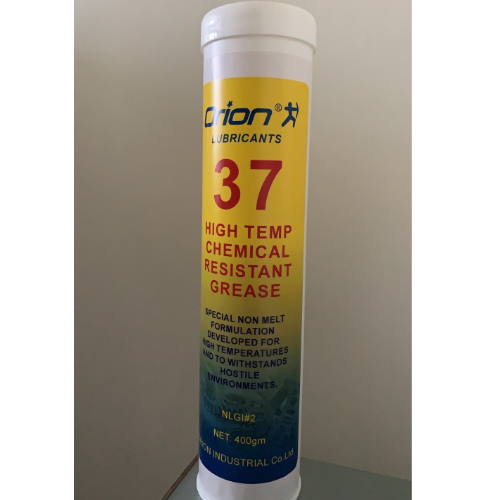 Orion®
LUBRICANTS
37
HIGH TEMP
CHEMICAL
RESISTANT
GREASE
SPECIAL NON MELT
FORMULATION
DEVELOPED FOR
HIGH TEMPERATURES
AND TO WITHSTANDS
HOSTILE
ENVIRONMENTS.
NLGI#2
NET: 400gm
INDUSTRIAL Co.Ltd